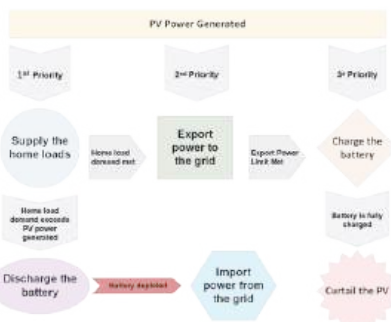 PV Power Generated
1st Priority
2nd Priority
3r Priority
Supply the
home loads
Home load
demand met
Export
power to
the grid
Export Power
Limit Met
Charge the
battery
Home load
demand exceeds
PV power
generated
Battery is fully
charged
Discharge the
battery
Battery depleted
Import
power from
the grid
Curtail the PV